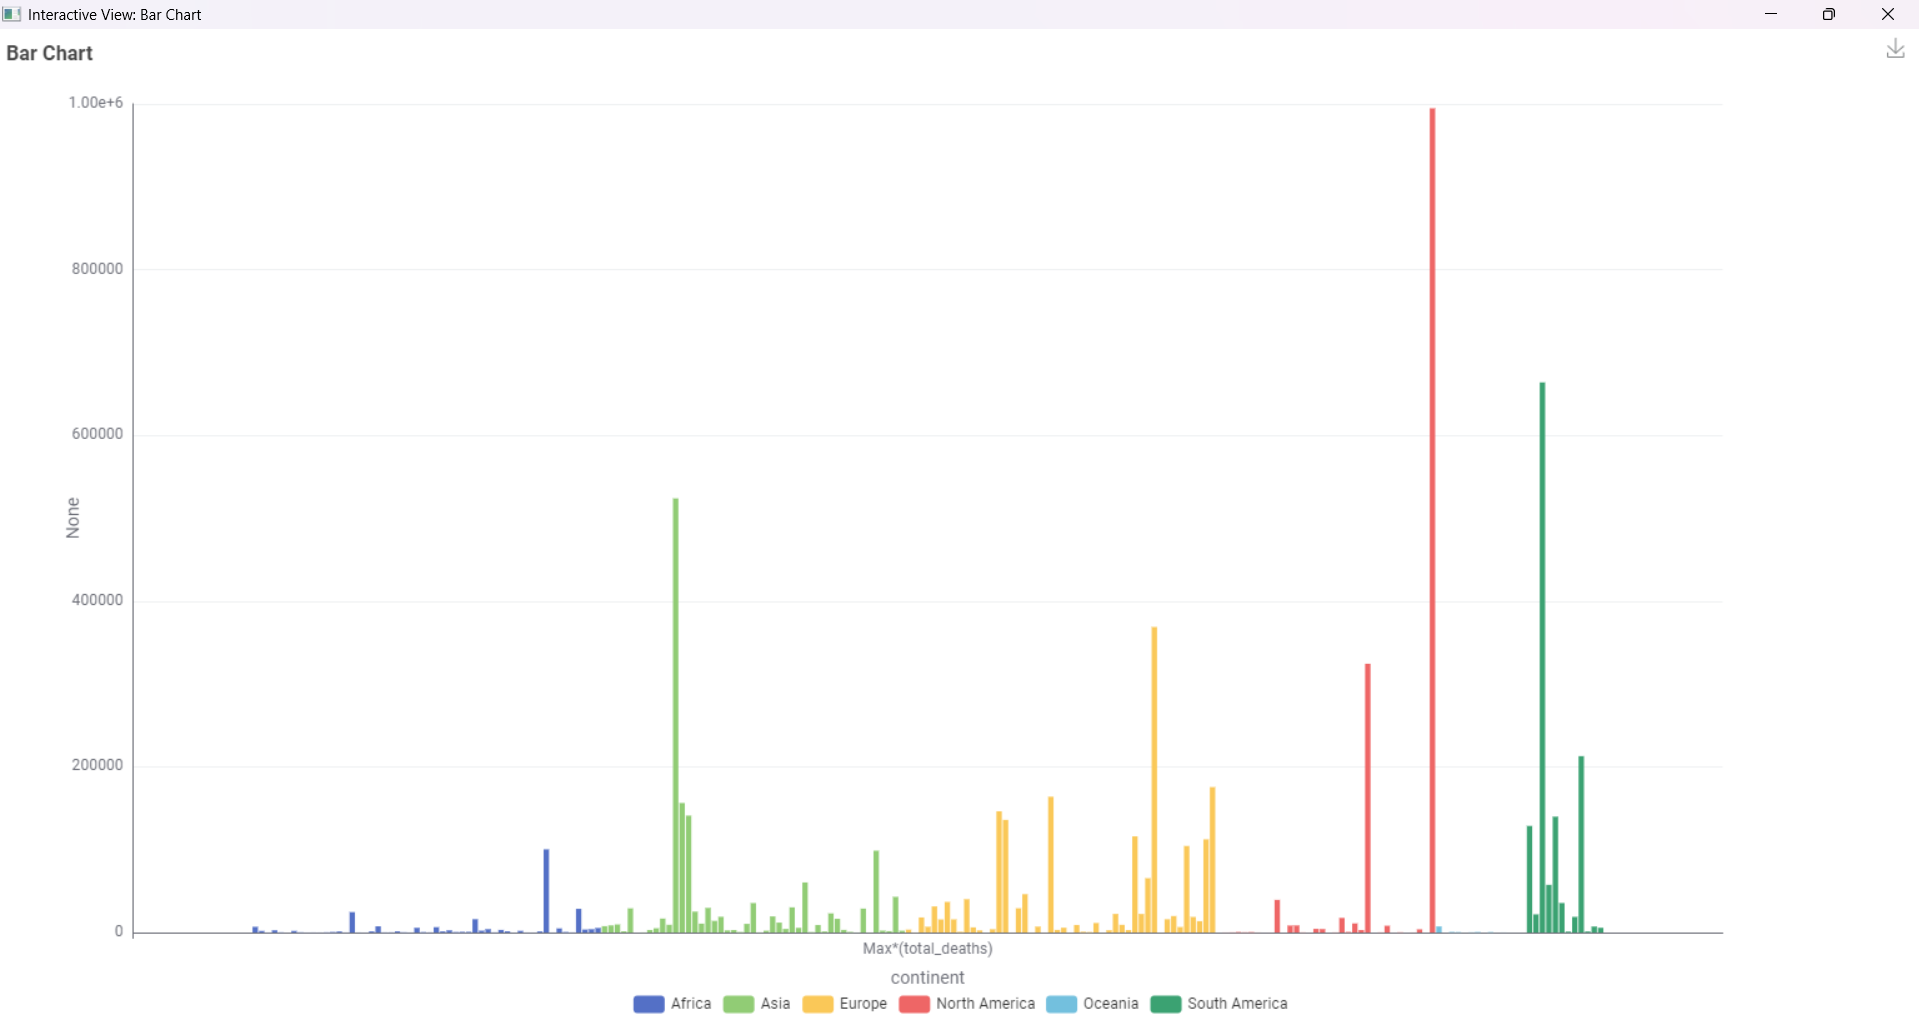 Interactive View: Bar Chart
Bar Chart
1.00e+6
800000
600000
400000
200000
0
None
Max*(total_deaths)
continent
Africa Asia Europe North America Oceania South America